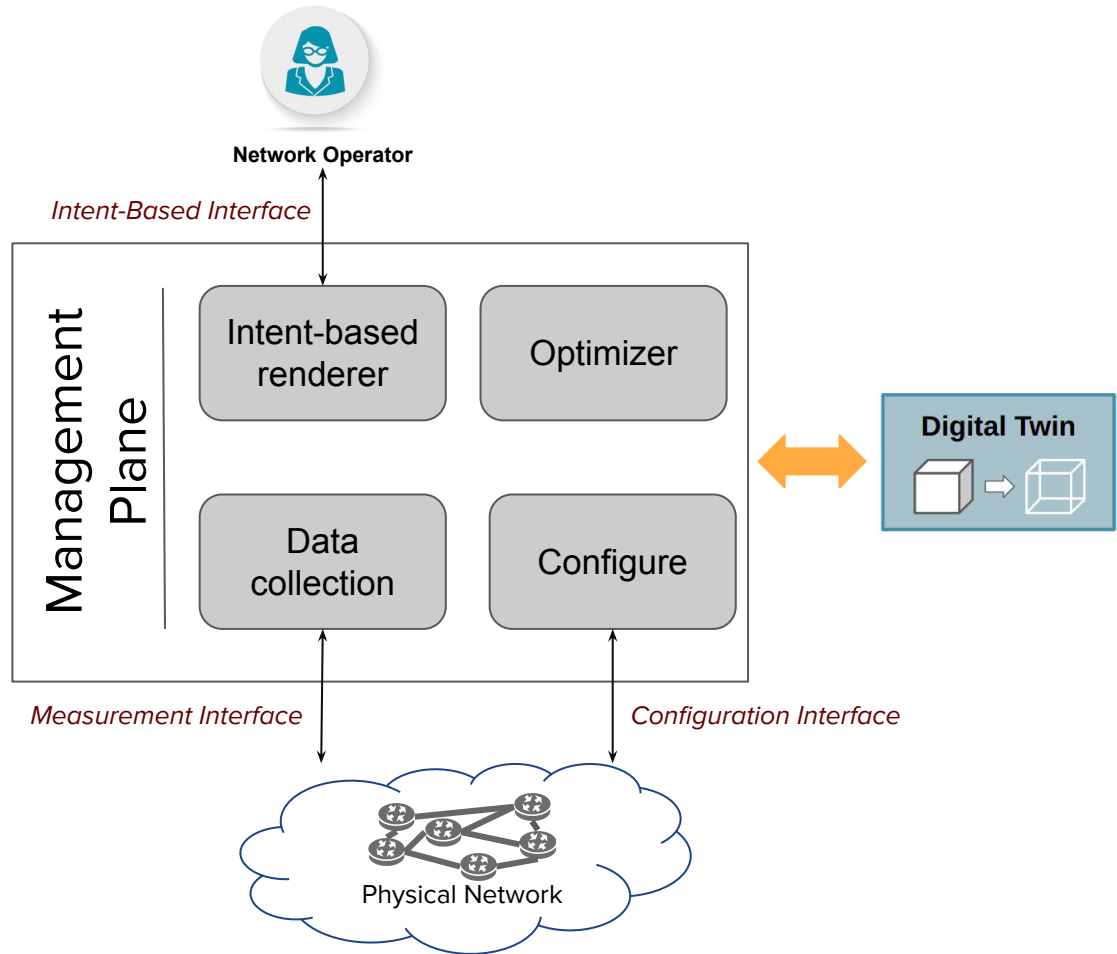 Network Operator
Intent-Based Interface
Management
Plane
Intent-based
renderer
Optimizer
Data
collection
Configure
Digital Twin
Measurement Interface
Configuration Interface
Physical Network